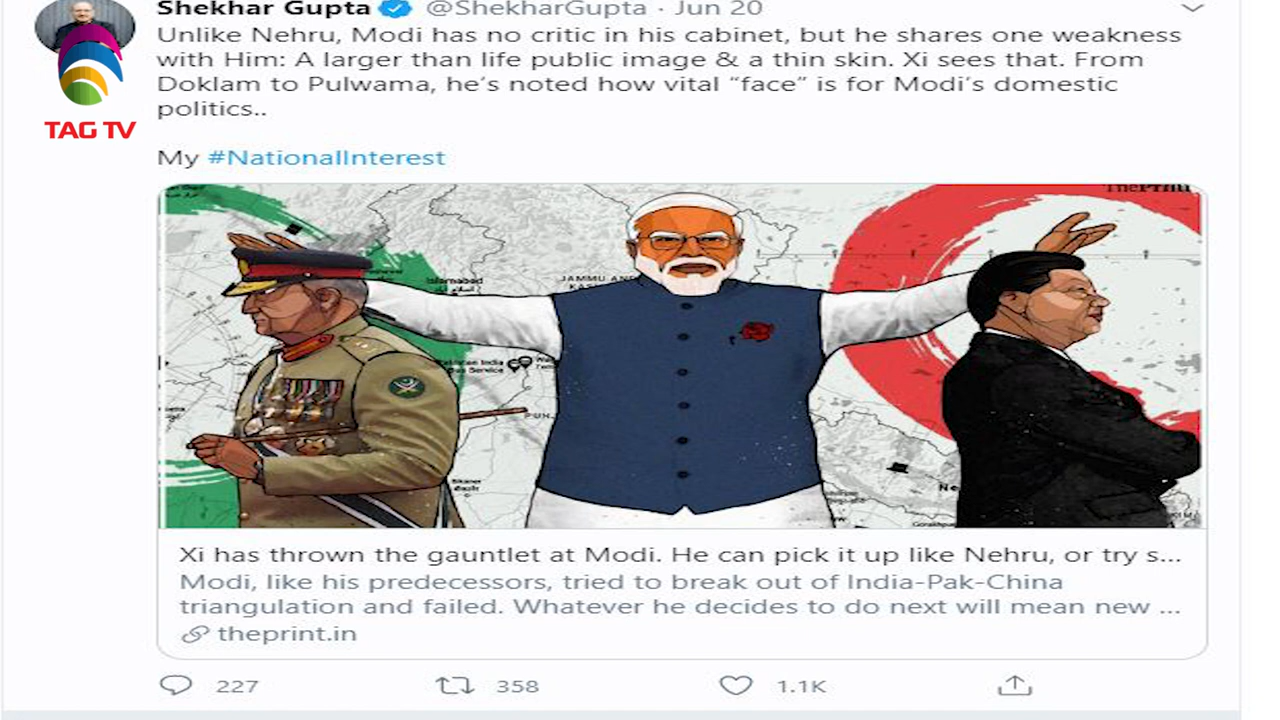 Shekhar Gupta @ShekharGupta · Jun 20
TAG TV
Unlike Nehru, Modi has no critic in his cabinet, but he shares one weakness
with Him: A larger than life public image & a thin skin. Xi sees that. From
Doklam to Pulwama, he's noted how vital “face” is for Modi's domestic
politics..
My #NationalInterest
ThePrint
Islamabad
JAMMU AND
Xi has thrown the gauntlet at Modi. He can pick it up like Nehru, or try s...
Modi, like his predecessors, tried to break out of India-Pak-China
triangulation and failed. Whatever he decides to do next will mean new ...
theprint.in
227 358 1.1K